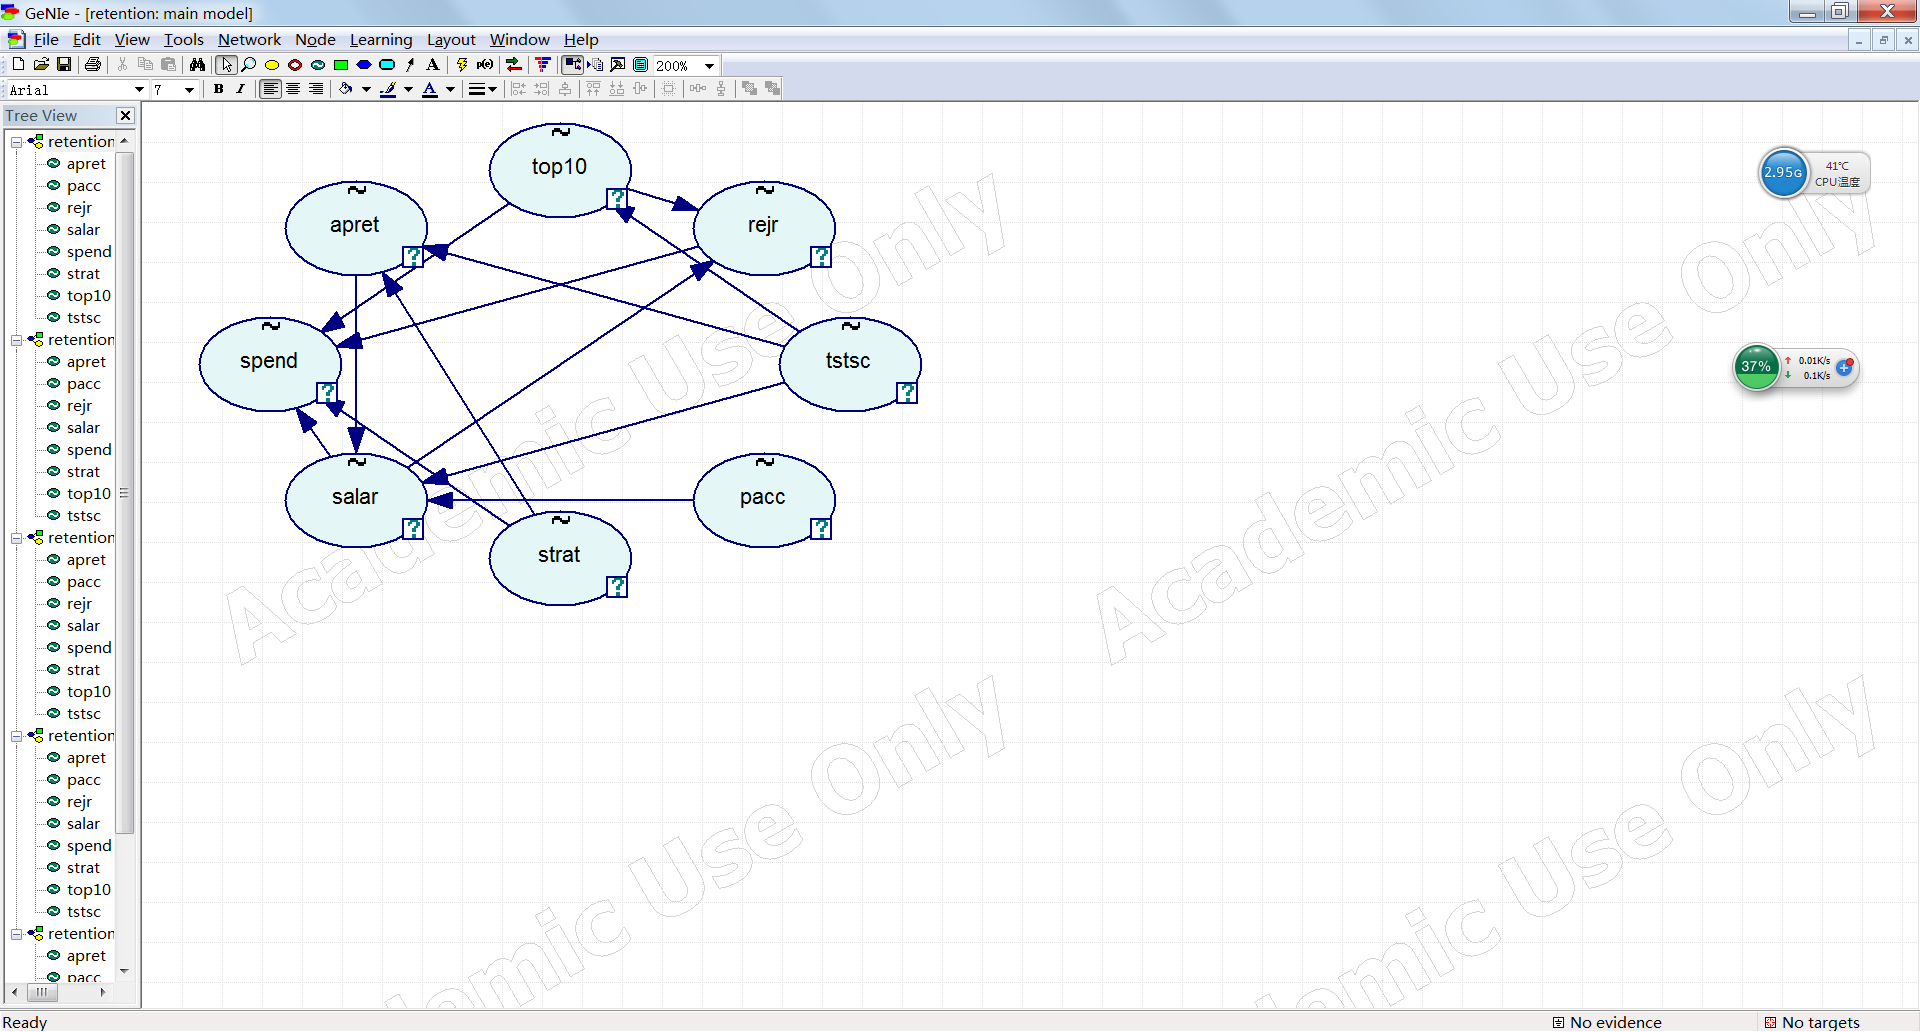 GeNIe - [retention: main model]
File Edit View Tools Network Node Learning Layout Window Help
p(e) 200%
Arial 7 B I A
Tree View
retention
apret
pacc
rejr
salar
spend
strat
top10
tstsc
retention
apret
pacc
rejr
salar
spend
strat
top10
tstsc
retention
apret
pacc
rejr
salar
spend
strat
top10
tstsc
retention
apret
pacc
rejr
salar
spend
strat
top10
tstsc
retention
apret
pacc
top10
?
apret
?
rejr
?
spend
?
tstsc
?
salar
?
pacc
?
strat
?
2.95G
41℃
CPU温度
37%
0.01K/s
0.1K/s
Academic Use Only
Academic Use Only
Academic Use Only
Academic Use Only
Ready
No evidence
No targets